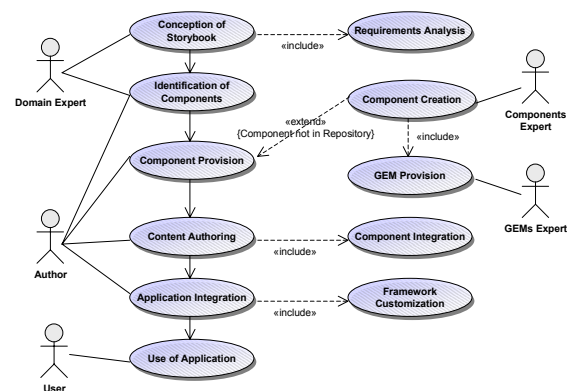 Conception of
Storybook
Requirements Analysis
«include»
Domain Expert
Identification of
Components
Component Creation
Components
Expert
«extend»
{Component not in Repository}
«include»
Component Provision
GEM Provision
GEMs Expert
Author
Content Authoring
Component Integration
«include»
Application Integration
Framework
Customization
«include»
Use of Application
User